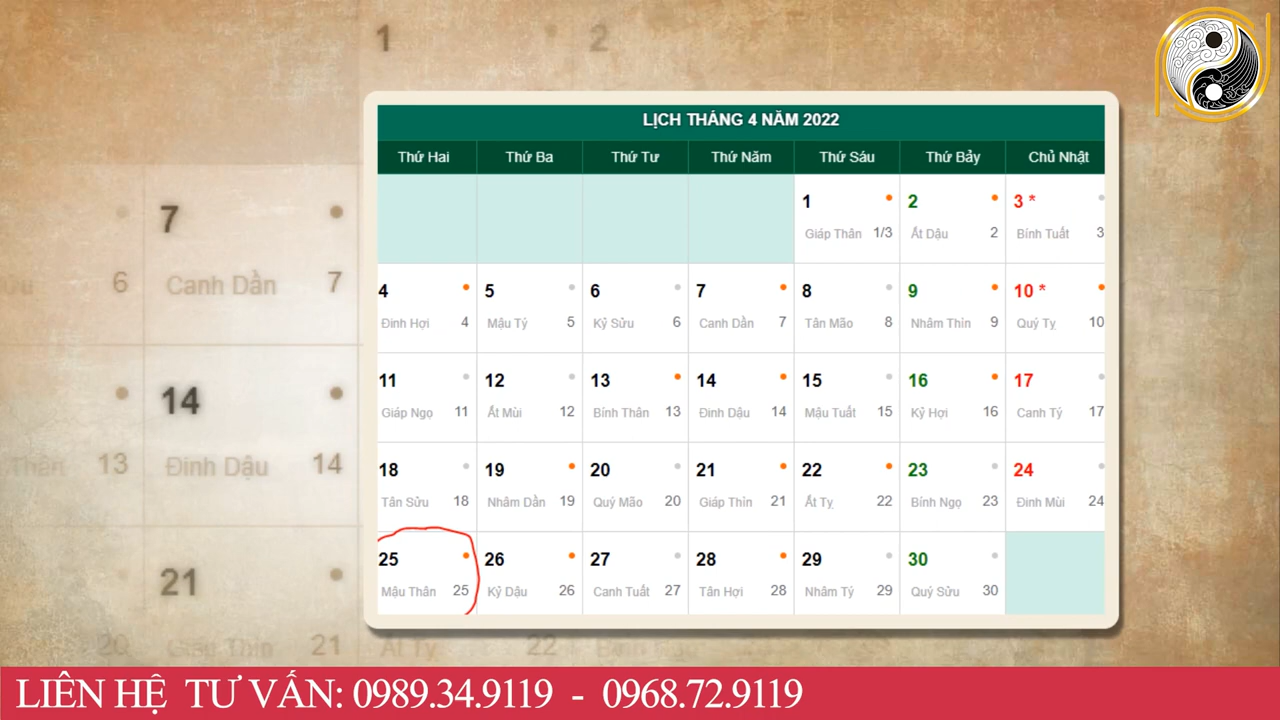 1 2
7
6 Canh Dần 7
14
Thân 13 Đinh Dậu 14
21
20 Giáp Thìn 21 Ất Tỵ 22
LỊCH THÁNG 4 NĂM 2022
Thứ Hai Thứ Ba Thứ Tư Thứ Năm Thứ Sáu Thứ Bảy Chủ Nhật
1 2 3 *
Giáp Thân 1/3 Ất Dậu 2 Bính Tuất 3
4 5 6 7 8 9 10 *
Đinh Hợi 4 Mậu Tý 5 Kỷ Sửu 6 Canh Dần 7 Tân Mão 8 Nhâm Thìn 9 Quý Tỵ 10
11 12 13 14 15 16 17
Giáp Ngọ 11 Ất Mùi 12 Bính Thân 13 Đinh Dậu 14 Mậu Tuất 15 Kỷ Hợi 16 Canh Tý 17
18 19 20 21 22 23 24
Tân Sửu 18 Nhâm Dần 19 Quý Mão 20 Giáp Thìn 21 Ất Tỵ 22 Bính Ngọ 23 Đinh Mùi 24
25 26 27 28 29 30
Mậu Thân 25 Kỷ Dậu 26 Canh Tuất 27 Tân Hợi 28 Nhâm Tý 29 Quý Sửu 30
LIÊN HỆ TƯ VẤN: 0989.34.9119 - 0968.72.9119